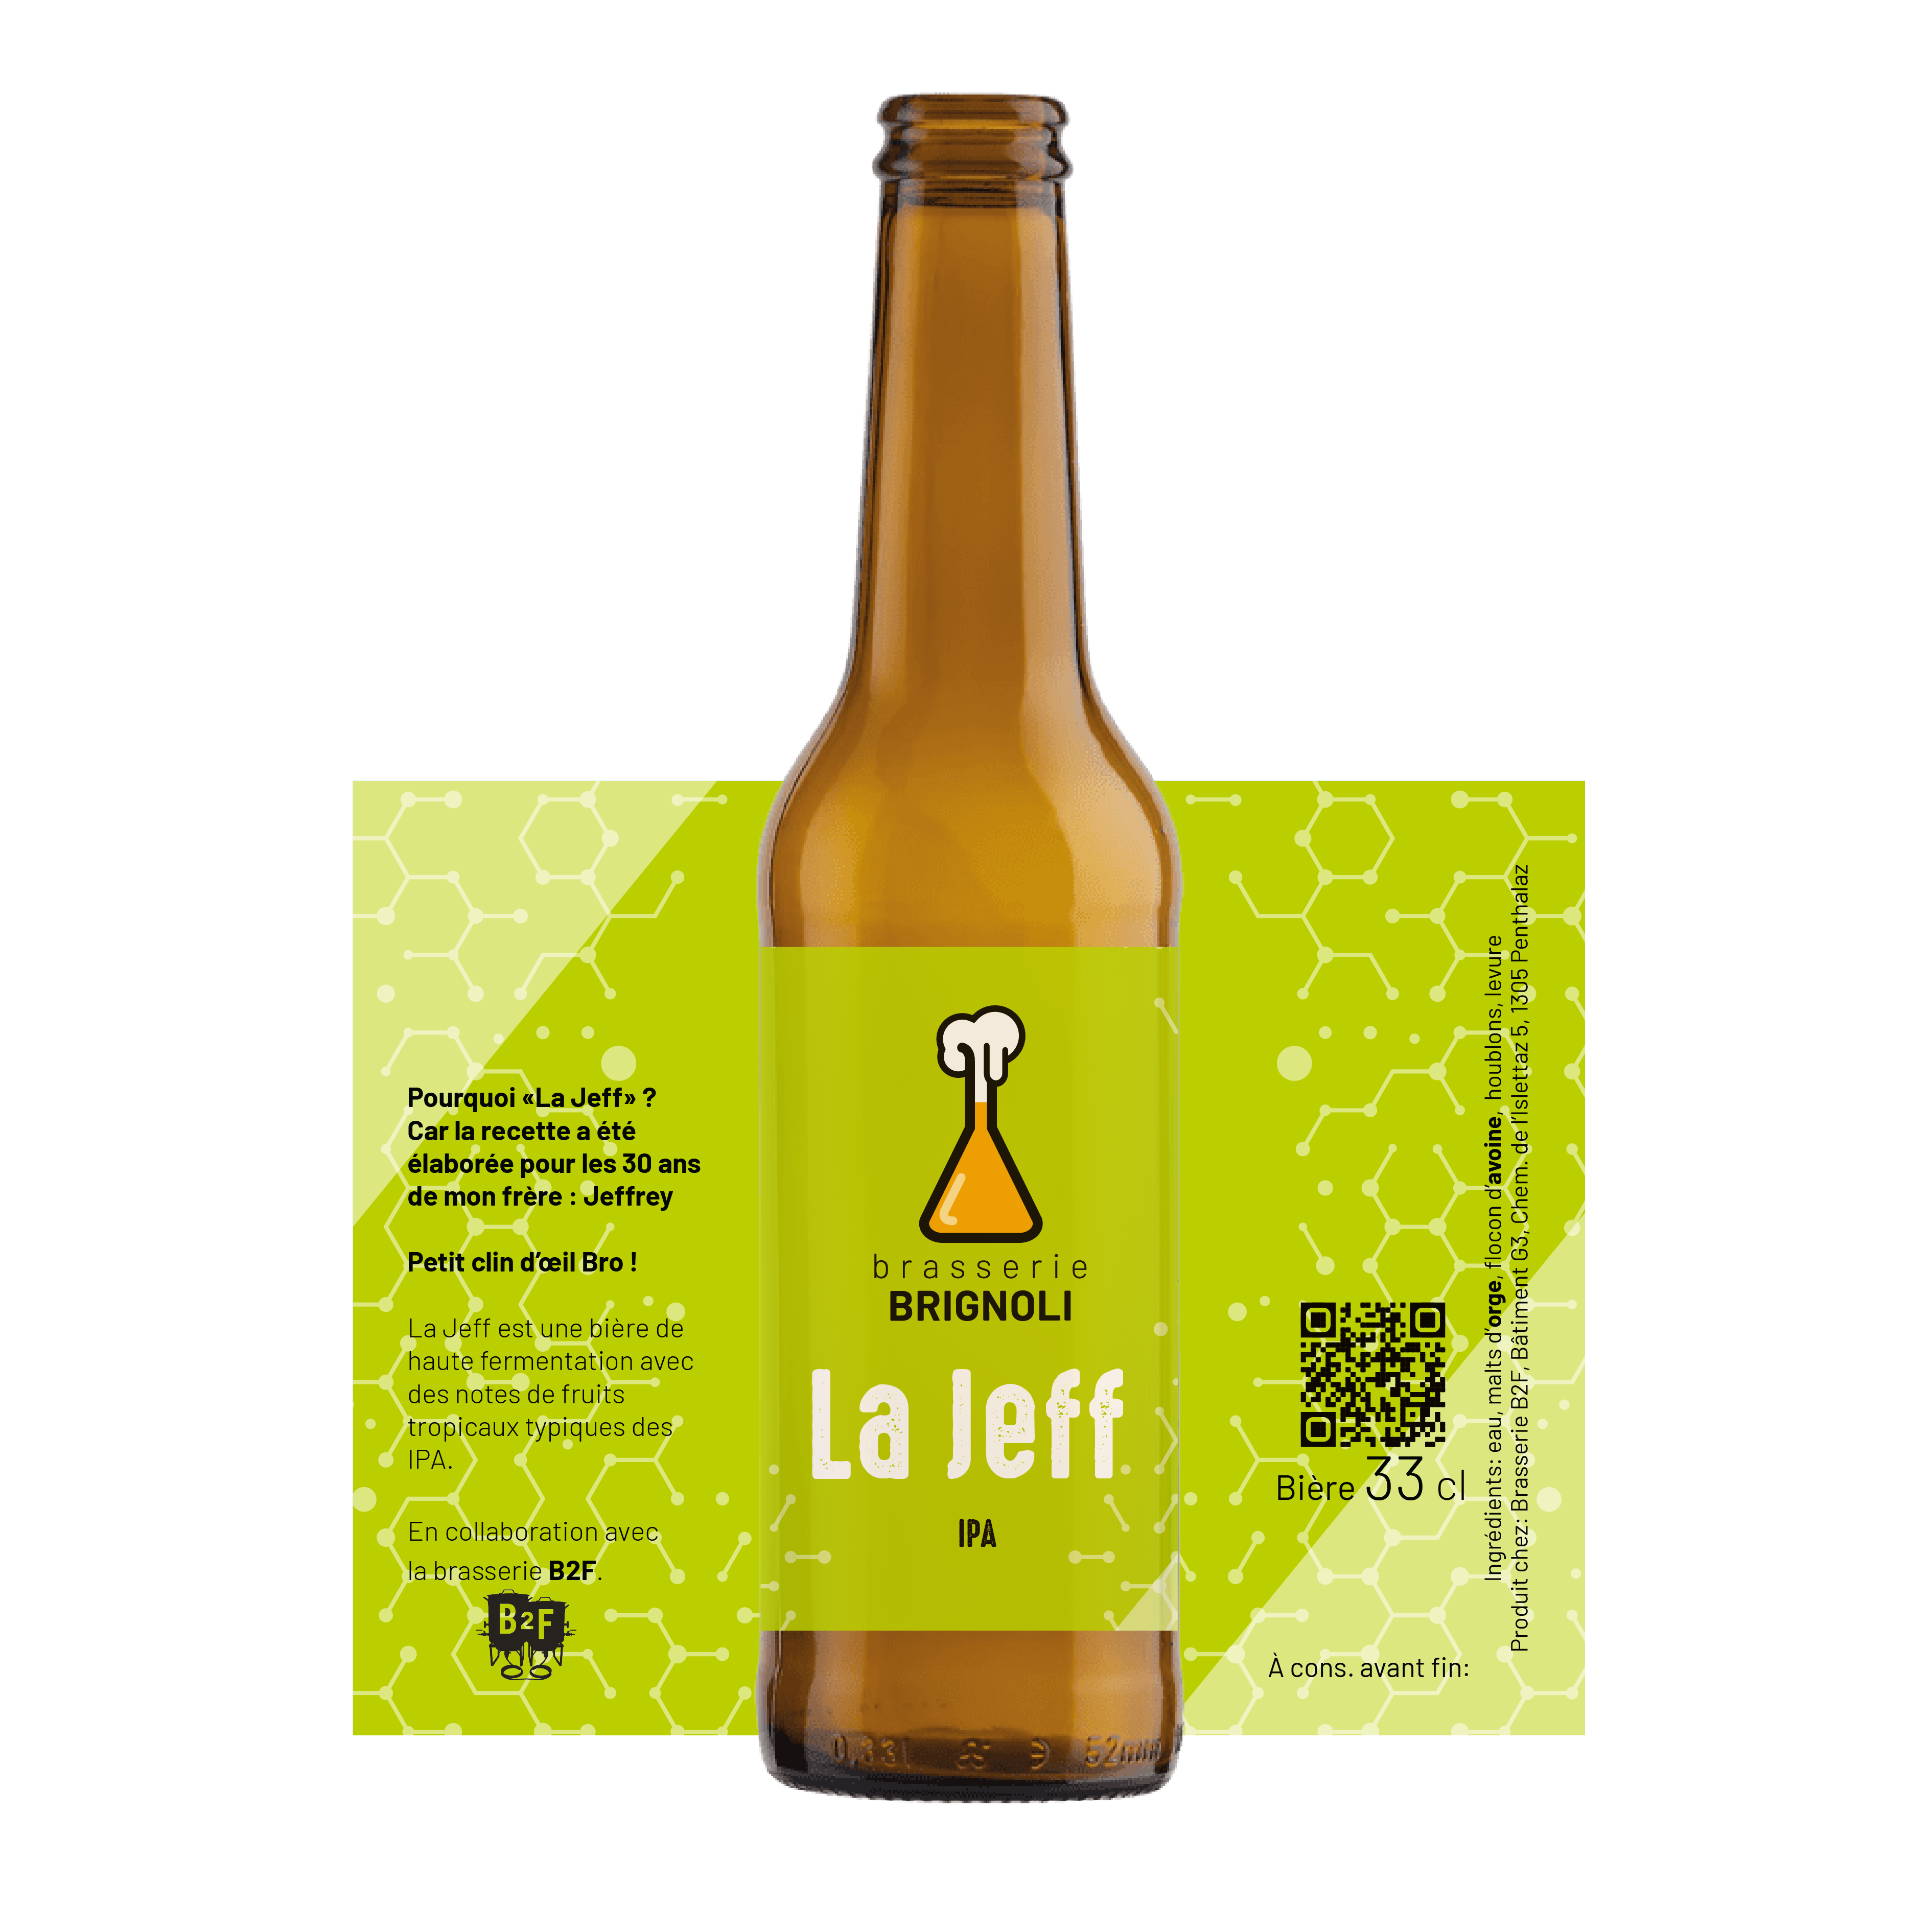 Pourquoi «La Jeff» ?
Car la recette a été
élaborée pour les 30 ans
de mon frère : Jeffrey
Petit clin d’œil Bro !
La Jeff est une bière de
haute fermentation avec
des notes de fruits
tropicaux typiques des
IPA.
En collaboration avec
la brasserie B2F.
B2F
brasserie
BRIGNOLI
La Jeff
IPA
0,33l 52mm
Bière 33 cl
À cons. avant fin:
Ingrédients: eau, malts d’orge, flocon d’avoine, houblons, levure
Produit chez: Brasserie B2F, Bâtiment G3, Chem. de l’Islettaz 5, 1305 Penthalaz